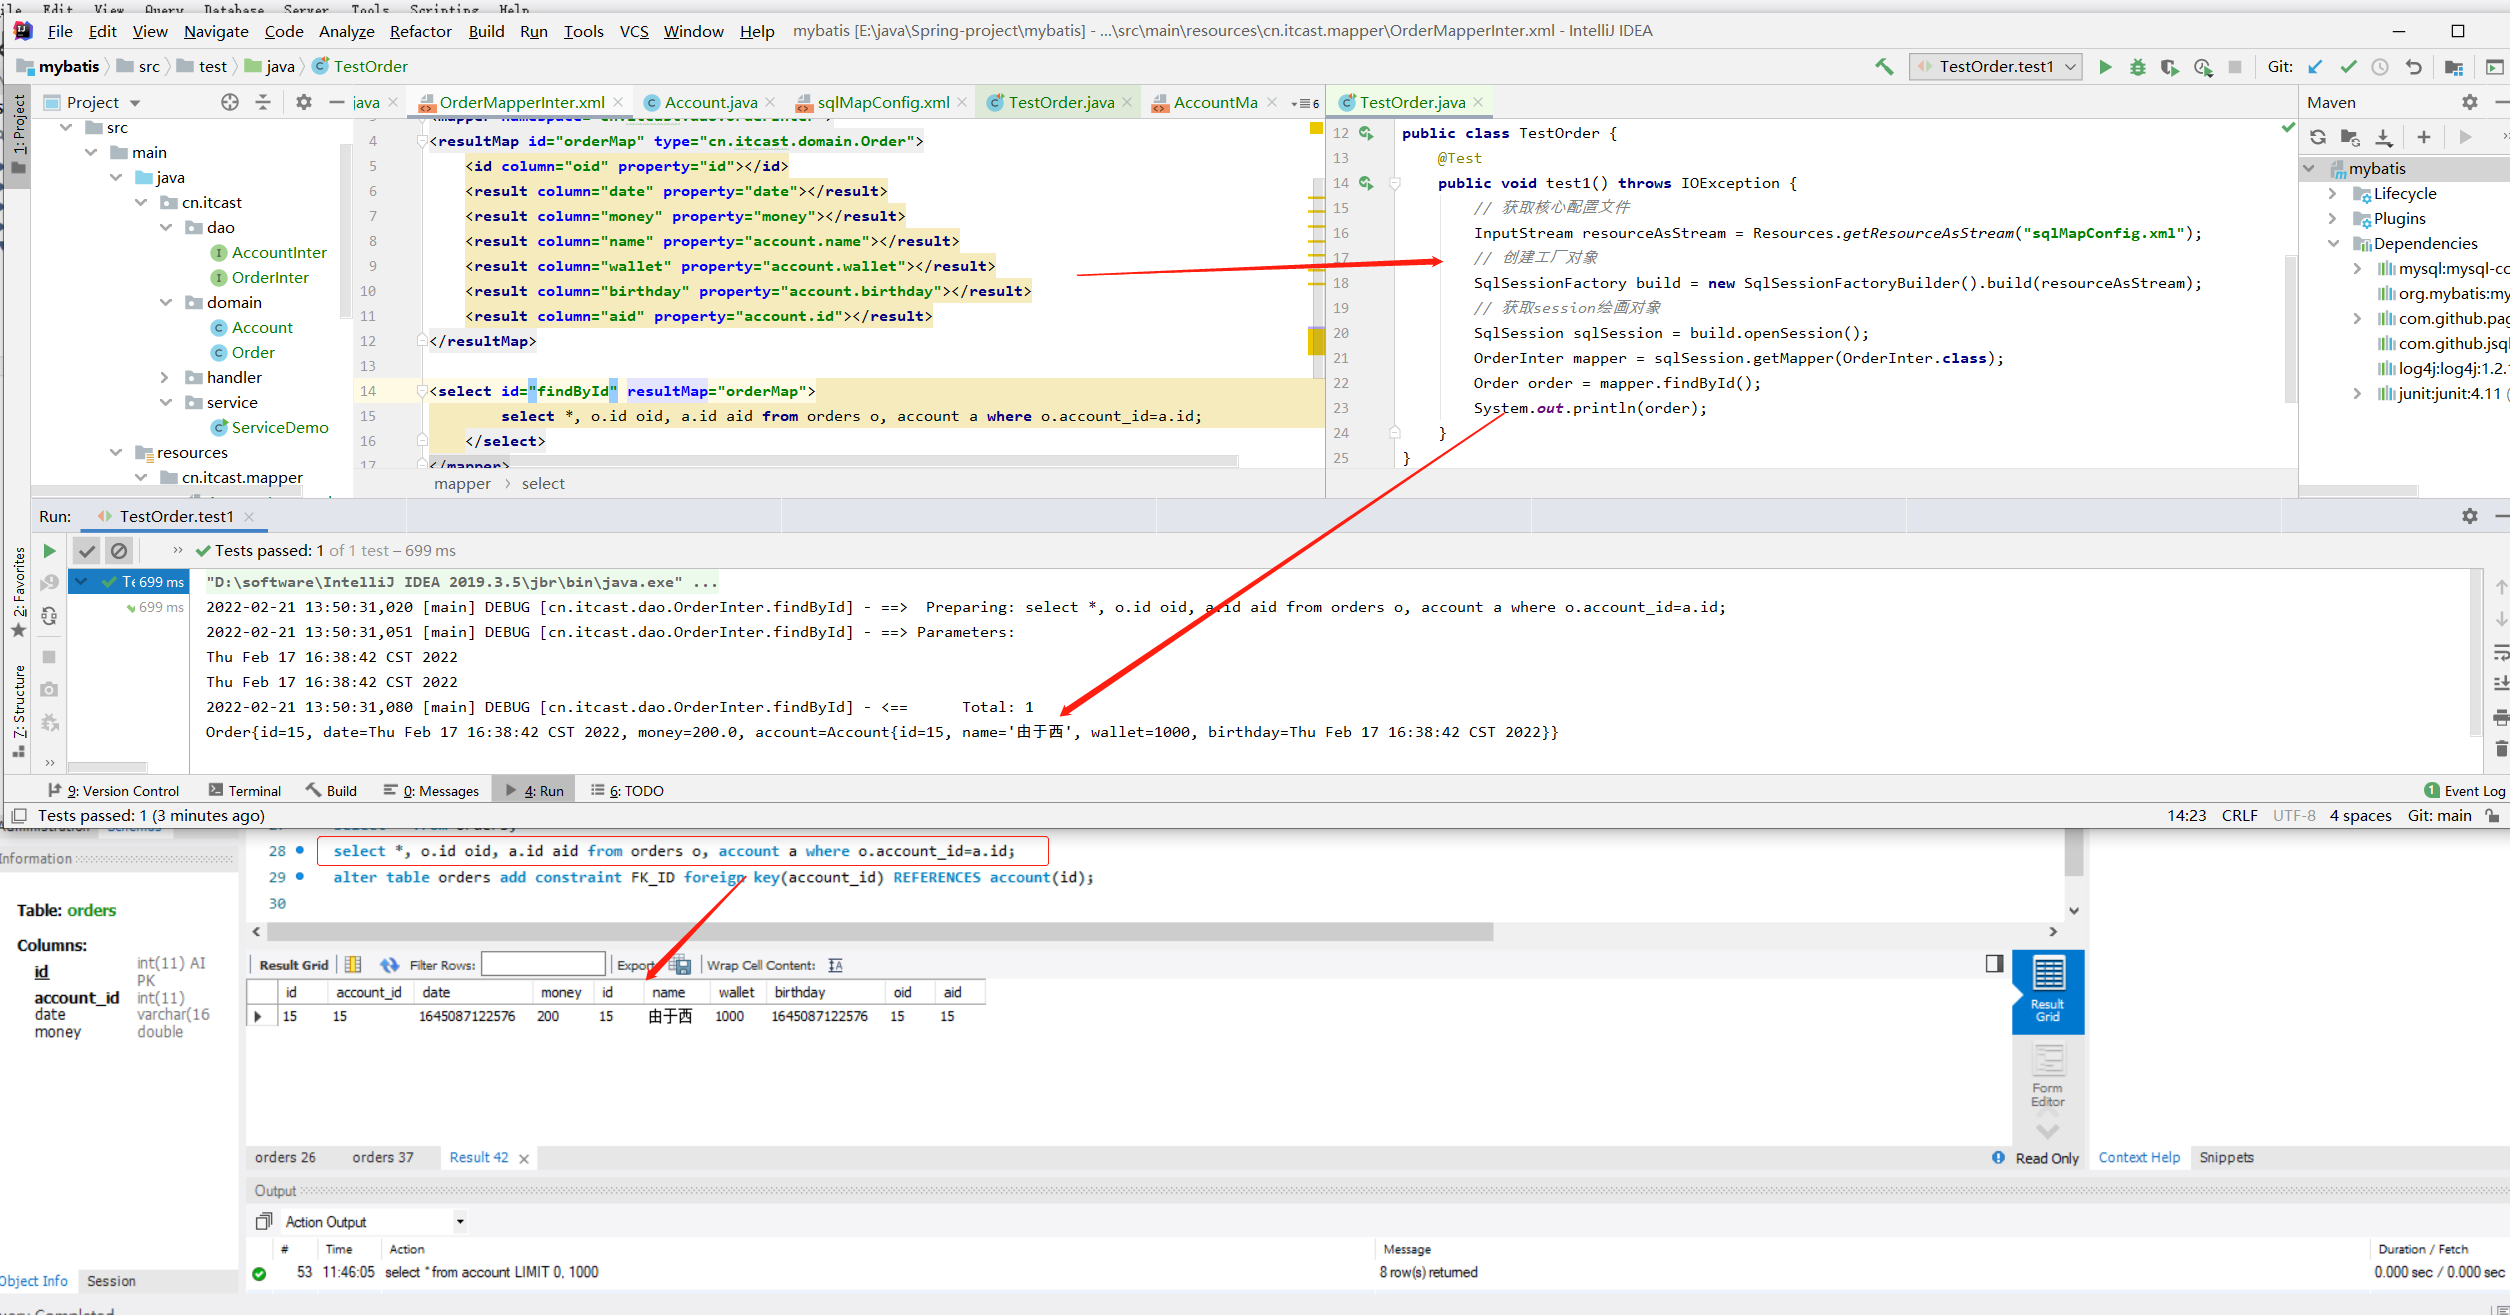 File Edit View Navigate Code Analyze Refactor Build Run Tools VCS Window Help mybatis [E:\java\Spring-project\mybatis] - ...\src\main\resources\cn.itcast.mapper\OrderMapperInter.xml - IntelliJ IDEA
mybatis src test java TestOrder
TestOrder.test1 Git:
1: Project
Project
java OrderMapperInter.xml Account.java sqlMapConfig.xml TestOrder.java AccountMa 6
TestOrder.java
Maven
src
main
java
cn.itcast
dao
AccountInter
OrderInter
domain
Account
Order
handler
service
ServiceDemo
resources
cn.itcast.mapper
4 <resultMap id="orderMap" type="cn.itcast.domain.Order">
5 <id column="oid" property="id"></id>
6 <result column="date" property="date"></result>
7 <result column="money" property="money"></result>
8 <result column="name" property="account.name"></result>
9 <result column="wallet" property="account.wallet"></result>
10 <result column="birthday" property="account.birthday"></result>
11 <result column="aid" property="account.id"></result>
12 </resultMap>
13
14 <select id="findById" resultMap="orderMap">
15 select *, o.id oid, a.id aid from orders o, account a where o.account_id=a.id;
16 </select>
17 </mapper>
mapper › select
12 public class TestOrder {
13 @Test
14 public void test1() throws IOException {
15 // 获取核心配置文件
16 InputStream resourceAsStream = Resources.getResourceAsStream("sqlMapConfig.xml");
17 // 创建工厂对象
18 SqlSessionFactory build = new SqlSessionFactoryBuilder().build(resourceAsStream);
19 // 获取session绘画对象
20 SqlSession sqlSession = build.openSession();
21 OrderInter mapper = sqlSession.getMapper(OrderInter.class);
22 Order order = mapper.findById();
23 System.out.println(order);
24 }
25 }
mybatis
Lifecycle
Plugins
Dependencies
mysql:mysql-co
org.mybatis:my
com.github.pag
com.github.jsql
log4j:log4j:1.2.1
junit:junit:4.11
Run: TestOrder.test1
Tests passed: 1 of 1 test – 699 ms
2: Favorites
7: Structure
699 ms
699 ms
"D:\software\IntelliJ IDEA 2019.3.5\jbr\bin\java.exe" ...
2022-02-21 13:50:31,020 [main] DEBUG [cn.itcast.dao.OrderInter.findById] - ==>  Preparing: select *, o.id oid, a.id aid from orders o, account a where o.account_id=a.id;
2022-02-21 13:50:31,051 [main] DEBUG [cn.itcast.dao.OrderInter.findById] - ==> Parameters:
Thu Feb 17 16:38:42 CST 2022
Thu Feb 17 16:38:42 CST 2022
2022-02-21 13:50:31,080 [main] DEBUG [cn.itcast.dao.OrderInter.findById] - <==      Total: 1
Order{id=15, date=Thu Feb 17 16:38:42 CST 2022, money=200.0, account=Account{id=15, name='由于西', wallet=1000, birthday=Thu Feb 17 16:38:42 CST 2022}}
9: Version Control Terminal Build 0: Messages 4: Run 6: TODO 1 Event Log
Tests passed: 1 (3 minutes ago) 14:23 CRLF UTF-8 4 spaces Git: main
Information
Table: orders
Columns:
id int(11) AI PK
account_id int(11)
date varchar(16
money double
28 select *, o.id oid, a.id aid from orders o, account a where o.account_id=a.id;
29 alter table orders add constraint FK_ID foreign key(account_id) REFERENCES account(id);
30
Result Grid Filter Rows: Export: Wrap Cell Content:
id account_id date money id name wallet birthday oid aid
15 15 1645087122576 200 15 由于西 1000 1645087122576 15 15
Result Grid
Form Editor
orders 26 orders 37 Result 42 Read Only Context Help Snippets
Output
Action Output
# Time Action Message Duration / Fetch
53 11:46:05 select * from account LIMIT 0, 1000 8 row(s) returned 0.000 sec / 0.000 sec
Object Info Session